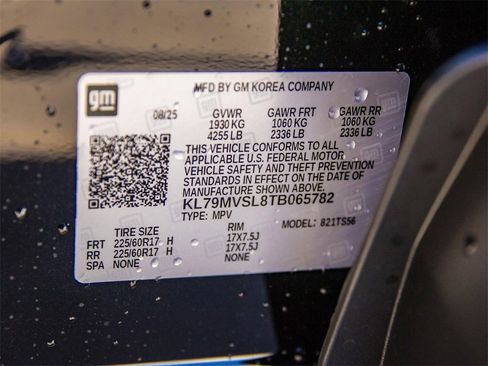 gm
MFD BY GM KOREA COMPANY
08/25 GVWR GAWR FRT GAWR RR
1930 KG 1060 KG 1060 KG
4255 LB 2336 LB 2336 LB
THIS VEHICLE CONFORMS TO ALL
APPLICABLE U.S. FEDERAL MOTOR
VEHICLE SAFETY AND THEFT PREVENTION
STANDARDS IN EFFECT ON THE DATE OF
MANUFACTURE SHOWN ABOVE.
KL79MVSL8TB065782
TYPE: MPV MODEL: 821TS56
TIRE SIZE RIM
FRT 225/60R17 H 17X7.5J
RR 225/60R17 H 17X7.5J
SPA NONE NONE